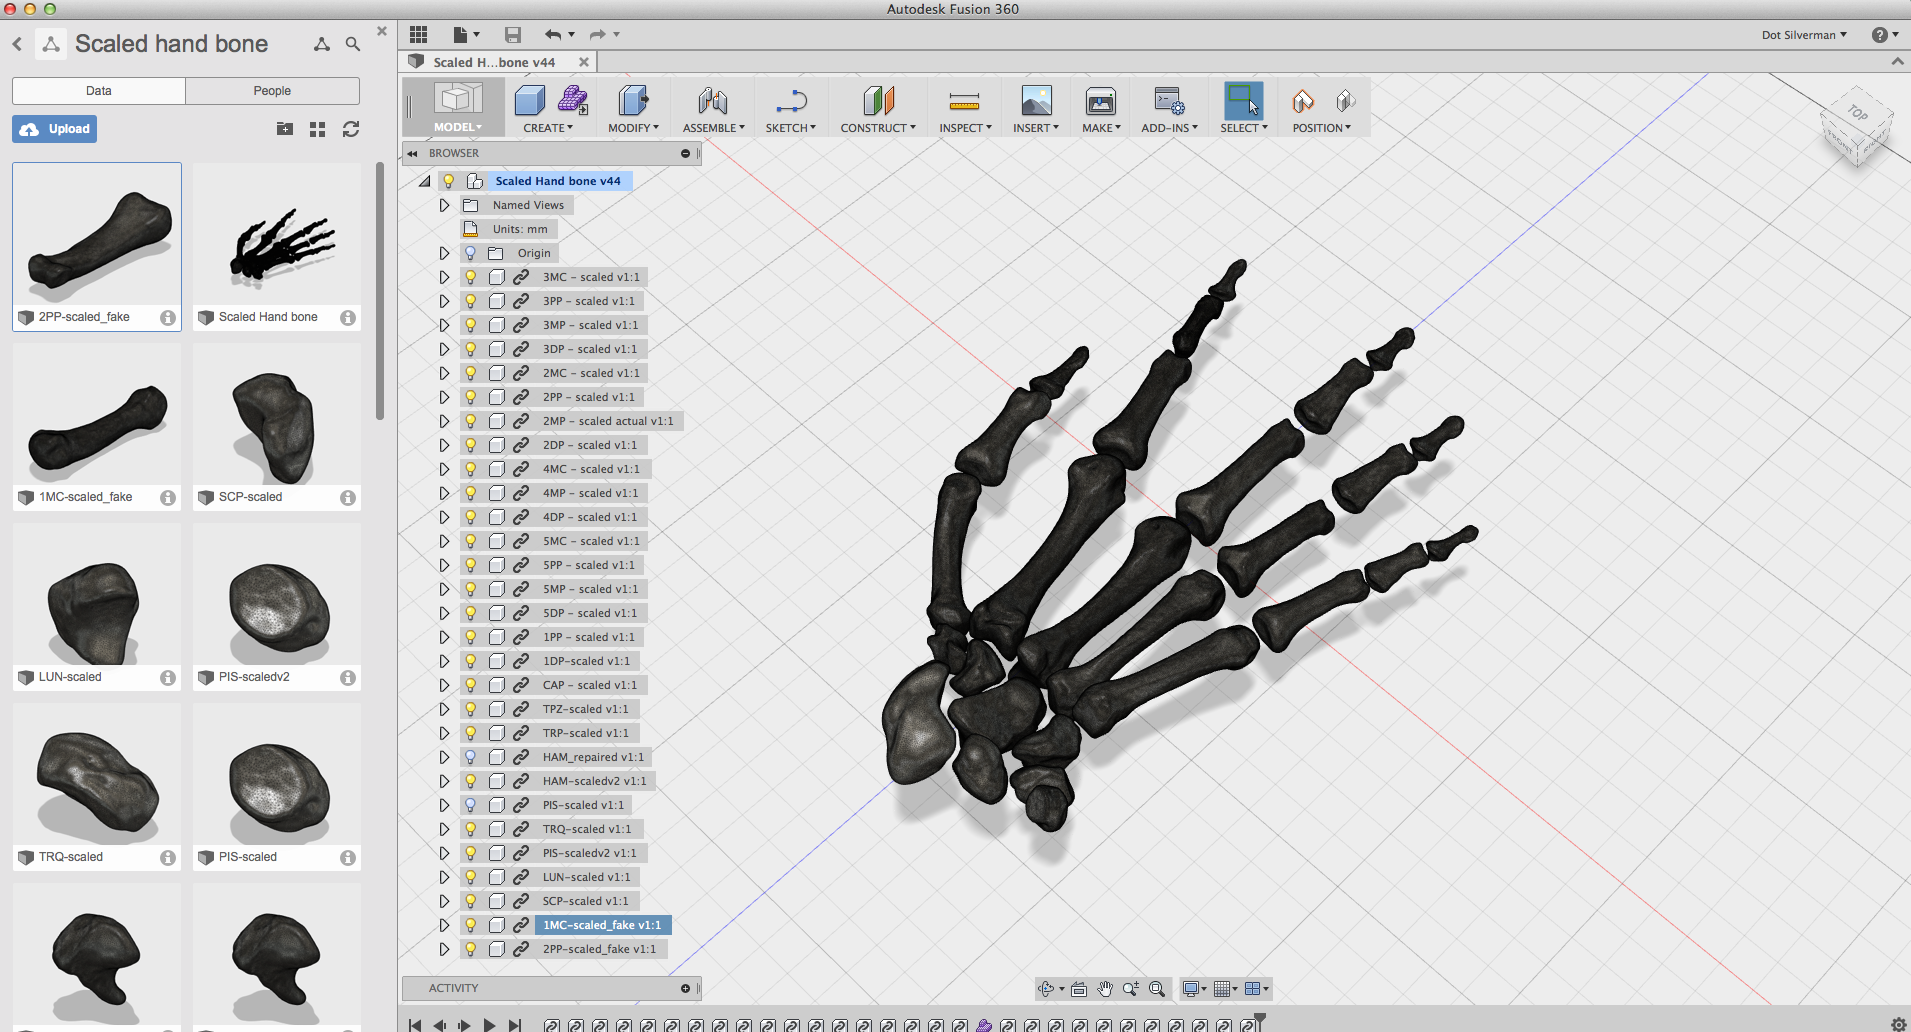 Autodesk Fusion 360
Scaled hand bone
Data
People
Upload
2PP-scaled_fake
Scaled Hand bone
1MC-scaled_fake
SCP-scaled
LUN-scaled
PIS-scaledv2
TRQ-scaled
PIS-scaled
Dot Silverman
Scaled H...bone v44
MODEL
CREATE
MODIFY
ASSEMBLE
SKETCH
CONSTRUCT
INSPECT
INSERT
MAKE
ADD-INS
SELECT
POSITION
TOP
BROWSER
Scaled Hand bone v44
Named Views
Units: mm
Origin
3MC - scaled v1:1
3PP - scaled v1:1
3MP - scaled v1:1
3DP - scaled v1:1
2MC - scaled v1:1
2PP - scaled v1:1
2MP - scaled actual v1:1
2DP - scaled v1:1
4MC - scaled v1:1
4MP - scaled v1:1
4DP - scaled v1:1
5MC - scaled v1:1
5PP - scaled v1:1
5MP - scaled v1:1
5DP - scaled v1:1
1PP - scaled v1:1
1DP-scaled v1:1
CAP - scaled v1:1
TPZ-scaled v1:1
TRP-scaled v1:1
HAM_repaired v1:1
HAM-scaledv2 v1:1
PIS-scaled v1:1
TRQ-scaled v1:1
PIS-scaledv2 v1:1
LUN-scaled v1:1
SCP-scaled v1:1
1MC-scaled_fake v1:1
2PP-scaled_fake v1:1
ACTIVITY